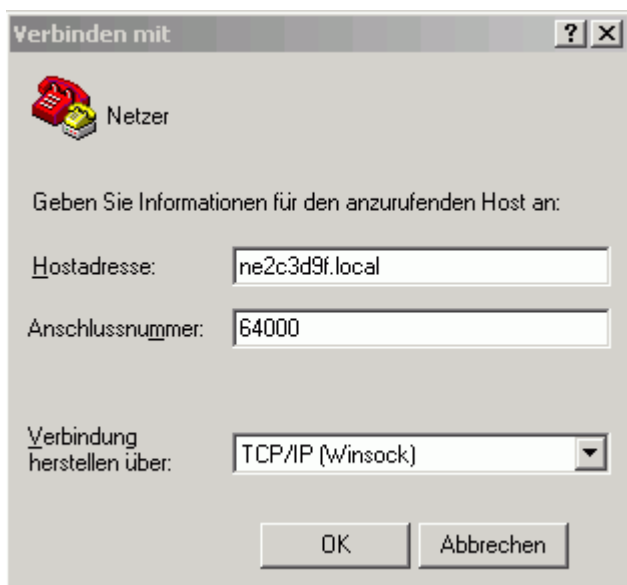 Verbinden mit
Netzer
Geben Sie Informationen für den anzurufenden Host an:
Hostadresse: ne2c3d9f.local
Anschlussnummer: 64000
Verbindung
herstellen über: TCP/IP (Winsock)
OK Abbrechen